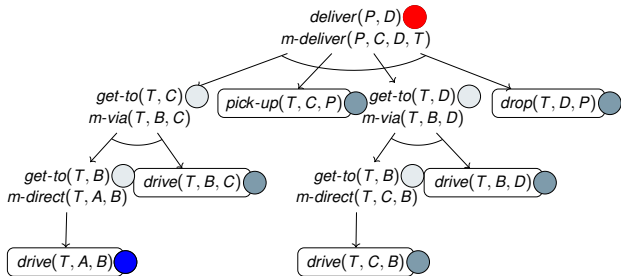 deliver(P, D)
m-deliver(P, C, D, T)
get-to(T, C)
m-via(T, B, C)
pick-up(T, C, P)
get-to(T, D)
m-via(T, B, D)
drop(T, D, P)
get-to(T, B)
m-direct(T, A, B)
drive(T, B, C)
get-to(T, B)
m-direct(T, C, B)
drive(T, B, D)
drive(T, A, B)
drive(T, C, B)